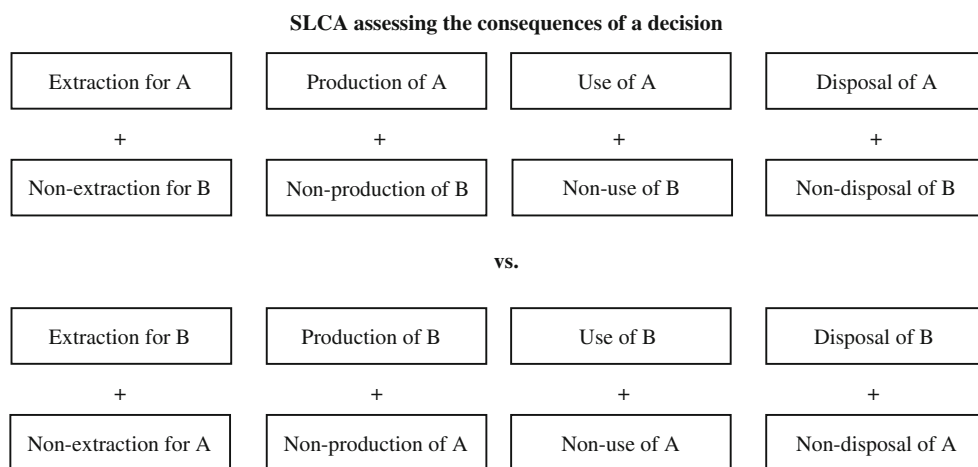 SLCA assessing the consequences of a decision
Extraction for A Production of A Use of A Disposal of A
+ + + +
Non-extraction for B Non-production of B Non-use of B Non-disposal of B
vs.
Extraction for B Production of B Use of B Disposal of B
+ + + +
Non-extraction for A Non-production of A Non-use of A Non-disposal of A